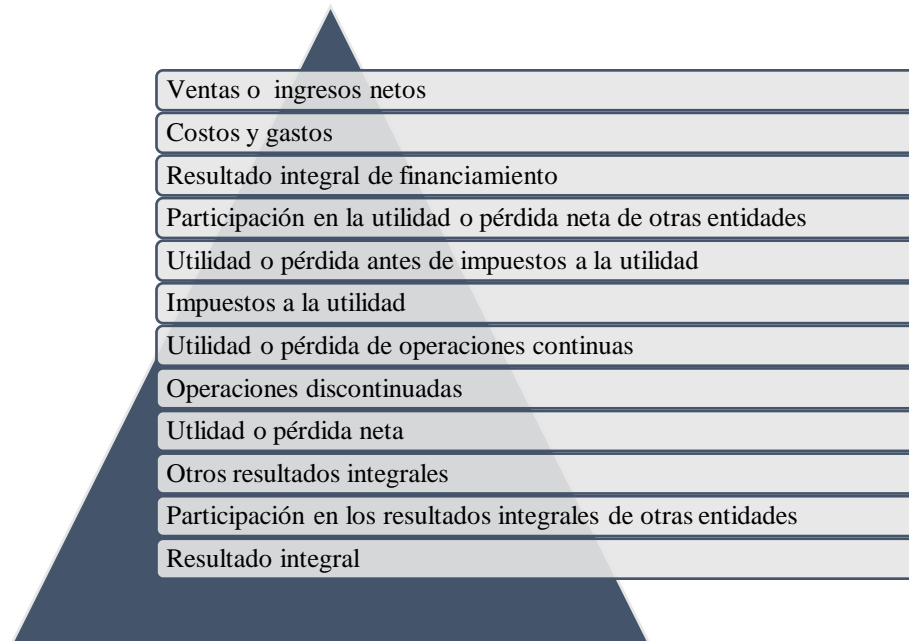 Ventas o ingresos netos
Costos y gastos
Resultado integral de financiamiento
Participación en la utilidad o pérdida neta de otras entidades
Utilidad o pérdida antes de impuestos a la utilidad
Impuestos a la utilidad
Utilidad o pérdida de operaciones continuas
Operaciones discontinuadas
Utlidad o pérdida neta
Otros resultados integrales
Participación en los resultados integrales de otras entidades
Resultado integral